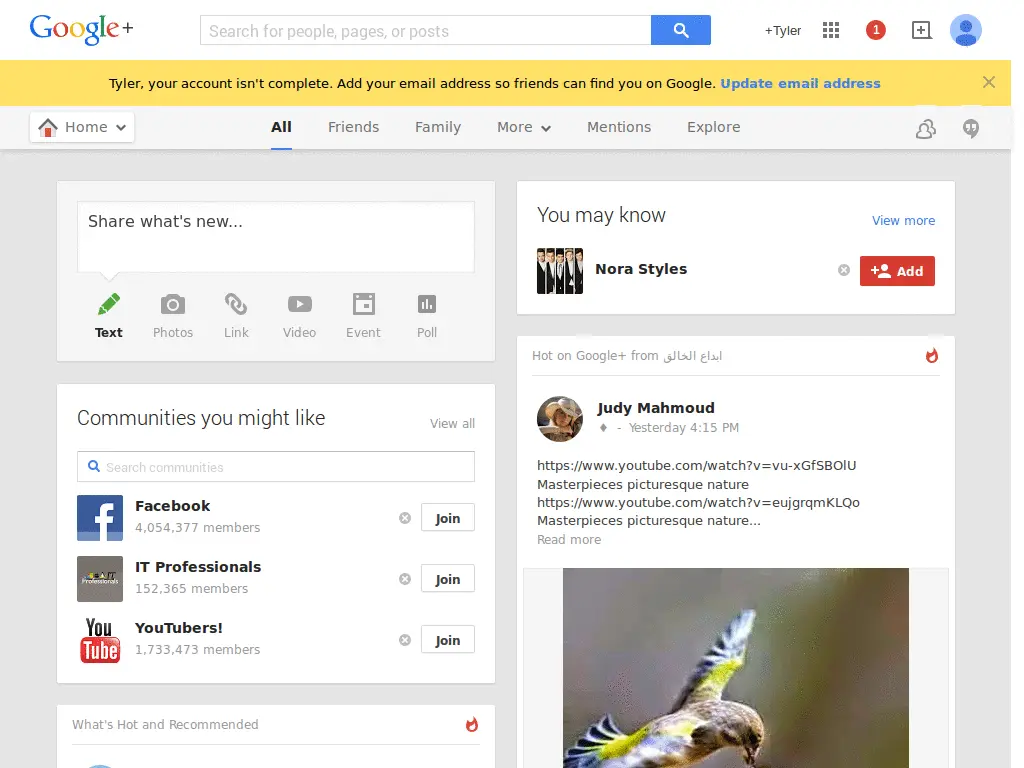 Google+
Search for people, pages, or posts
+Tyler
1
Tyler, your account isn't complete. Add your email address so friends can find you on Google. Update email address
Home
All
Friends
Family
More
Mentions
Explore
Share what's new...
Text
Photos
Link
Video
Event
Poll
Communities you might like
View all
Search communities
Facebook
4,054,377 members
Join
IT Professionals
152,365 members
Join
You
Tube
YouTubers!
1,733,473 members
Join
What's Hot and Recommended
You may know
View more
Nora Styles
Add
Hot on Google+ from ابداع الخالق
Judy Mahmoud
- Yesterday 4:15 PM
https://www.youtube.com/watch?v=vu-xGfSBOlU
Masterpieces picturesque nature
https://www.youtube.com/watch?v=eujgrqmKLQo
Masterpieces picturesque nature...
Read more